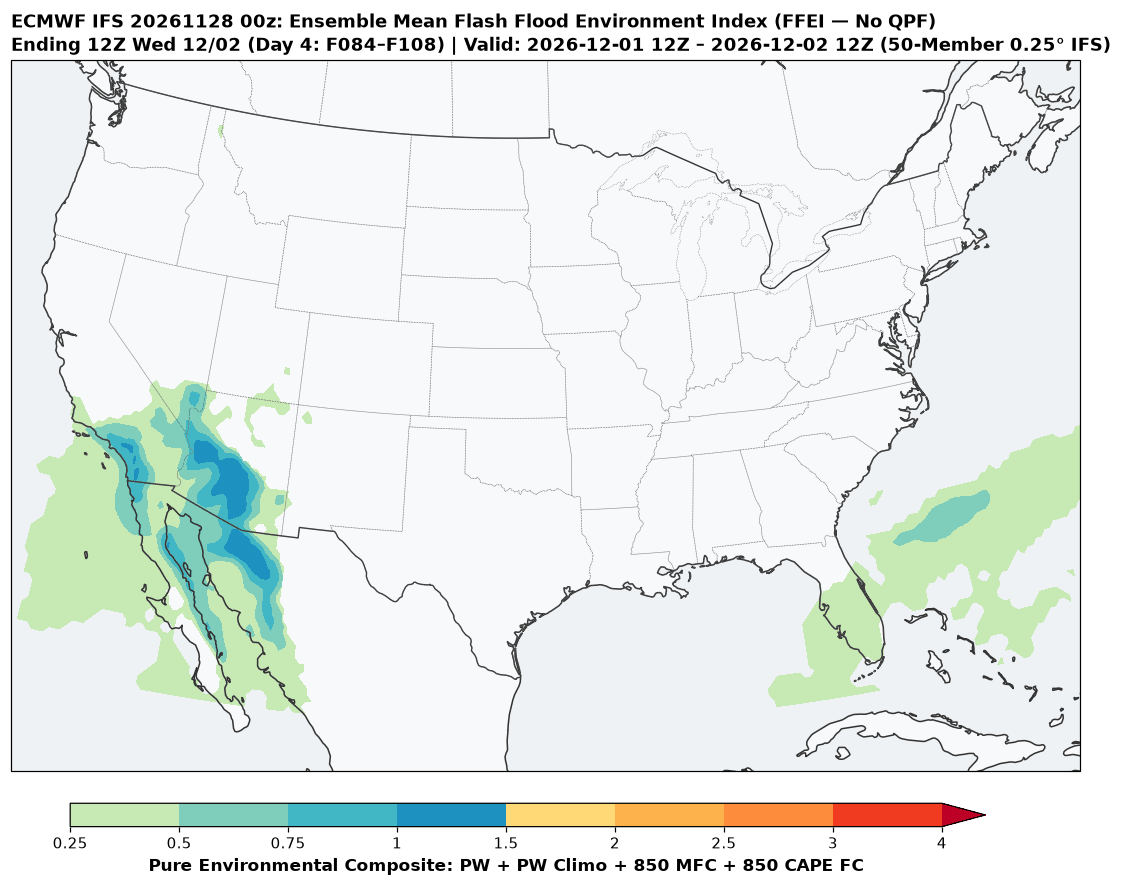 ECMWF IFS 20261128 00z: Ensemble Mean Flash Flood Environment Index (FFEI — No QPF)
Ending 12Z Wed 12/02 (Day 4: F084–F108) | Valid: 2026-12-01 12Z – 2026-12-02 12Z (50-Member 0.25° IFS)
0.25 0.5 0.75 1 1.5 2 2.5 3 4
Pure Environmental Composite: PW + PW Climo + 850 MFC + 850 CAPE FC